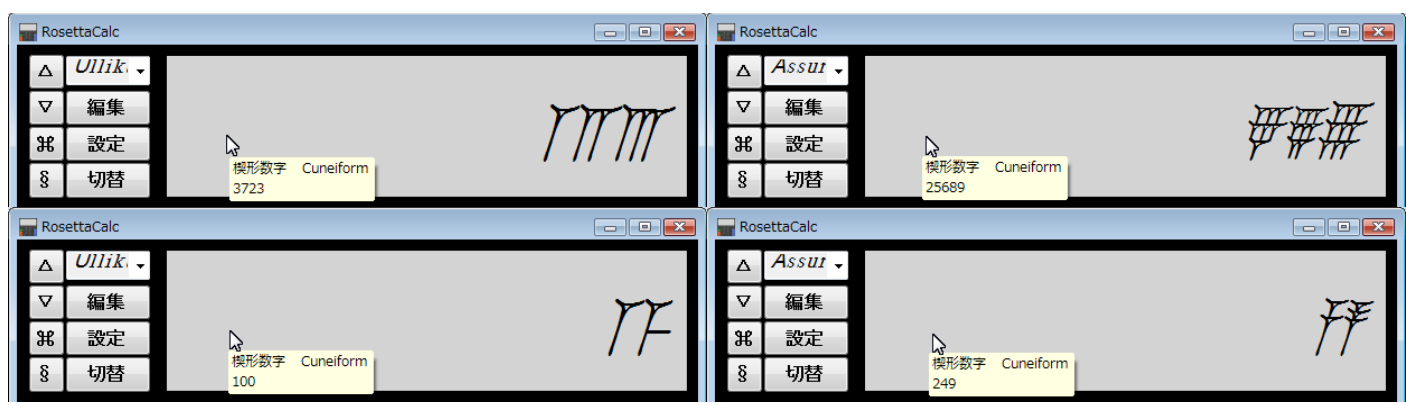 RosettaCalc
△ Ullik
▽ 編集
⌘ 設定
§ 切替
楔形数字 Cuneiform
3723
RosettaCalc
△ Assur
▽ 編集
⌘ 設定
§ 切替
楔形数字 Cuneiform
25689
RosettaCalc
△ Ullik
▽ 編集
⌘ 設定
§ 切替
楔形数字 Cuneiform
100
RosettaCalc
△ Assur
▽ 編集
⌘ 設定
§ 切替
楔形数字 Cuneiform
249